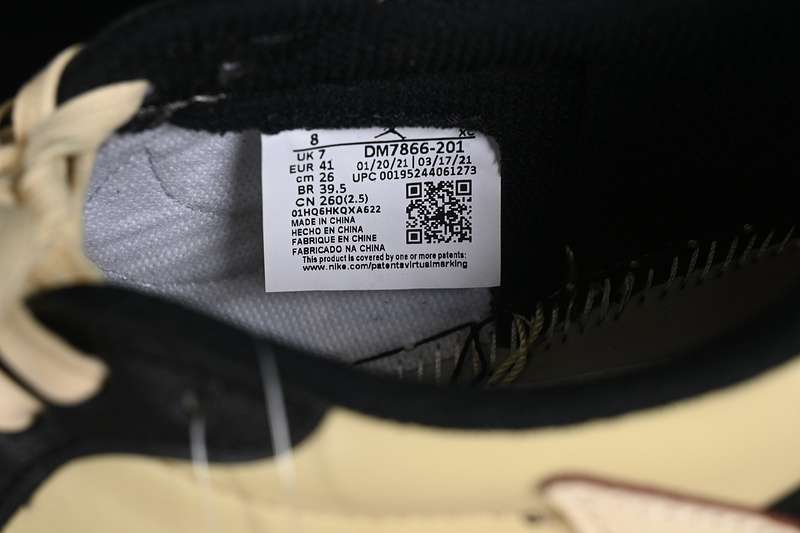 8 XC
UK 7 DM7866-201
EUR 41 01/20/21 | 03/17/21
cm 26 UPC 00195244061273
BR 39.5
CN 260(2.5)
01HQ6HKQXA622
MADE IN CHINA
HECHO EN CHINA
FABRIQUE EN CHINE
FABRICADO NA CHINA
This product is covered by one or more patents:
www.nike.com/patentsvirtualmarking